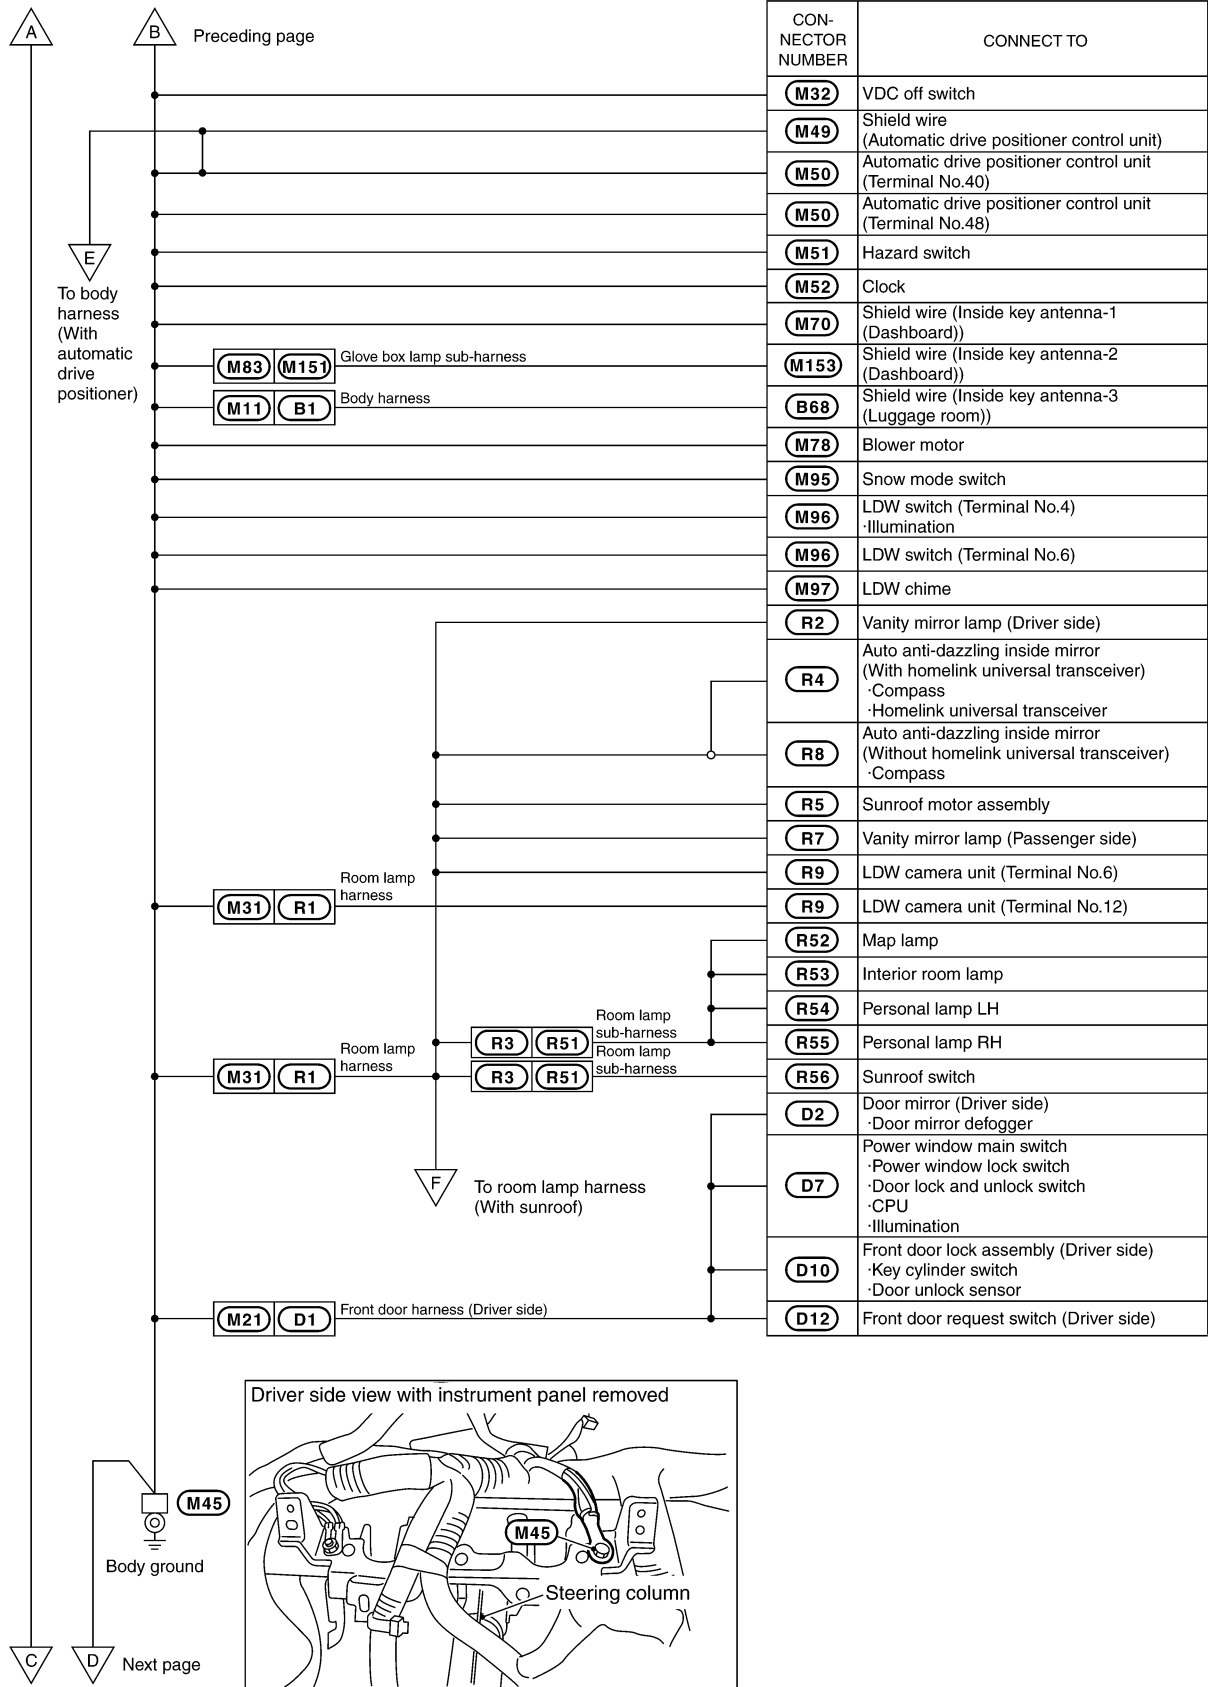 A
B
Preceding page
CON-
NECTOR
NUMBER
CONNECT TO
M32
VDC off switch
M49
Shield wire
(Automatic drive positioner control unit)
M50
Automatic drive positioner control unit
(Terminal No.40)
M50
Automatic drive positioner control unit
(Terminal No.48)
E
To body
harness
(With
automatic
drive
positioner)
M51
Hazard switch
M52
Clock
M70
Shield wire (Inside key antenna-1
(Dashboard))
M83
M151
Glove box lamp sub-harness
M153
Shield wire (Inside key antenna-2
(Dashboard))
M11
B1
Body harness
B68
Shield wire (Inside key antenna-3
(Luggage room))
M78
Blower motor
M95
Snow mode switch
M96
LDW switch (Terminal No.4)
·Illumination
M96
LDW switch (Terminal No.6)
M97
LDW chime
R2
Vanity mirror lamp (Driver side)
R4
Auto anti-dazzling inside mirror
(With homelink universal transceiver)
·Compass
·Homelink universal transceiver
R8
Auto anti-dazzling inside mirror
(Without homelink universal transceiver)
·Compass
R5
Sunroof motor assembly
R7
Vanity mirror lamp (Passenger side)
R9
LDW camera unit (Terminal No.6)
M31
R1
Room lamp
harness
R9
LDW camera unit (Terminal No.12)
R52
Map lamp
R53
Interior room lamp
R54
Personal lamp LH
R3
R51
Room lamp
sub-harness
R55
Personal lamp RH
M31
R1
Room lamp
harness
R3
R51
Room lamp
sub-harness
R56
Sunroof switch
D2
Door mirror (Driver side)
·Door mirror defogger
F
To room lamp harness
(With sunroof)
D7
Power window main switch
·Power window lock switch
·Door lock and unlock switch
·CPU
·Illumination
D10
Front door lock assembly (Driver side)
·Key cylinder switch
·Door unlock sensor
M21
D1
Front door harness (Driver side)
D12
Front door request switch (Driver side)
Driver side view with instrument panel removed
M45
Body ground
M45
Steering column
C
D
Next page